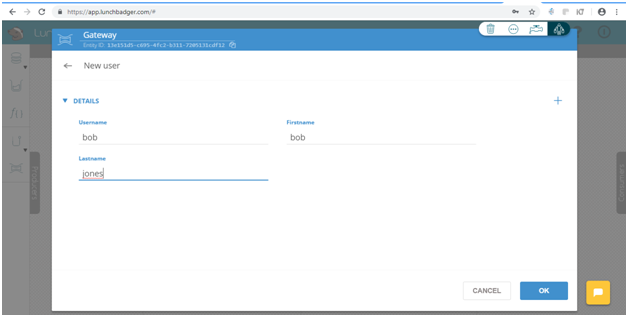 https://app.lunchbadger.com/#
Gateway
Entity ID: 13e151d5-c605-4fc2-b311-7205131cdf12
New user
DETAILS
Username
Firstname
bob
bob
Lastname
jones
CANCEL
OK